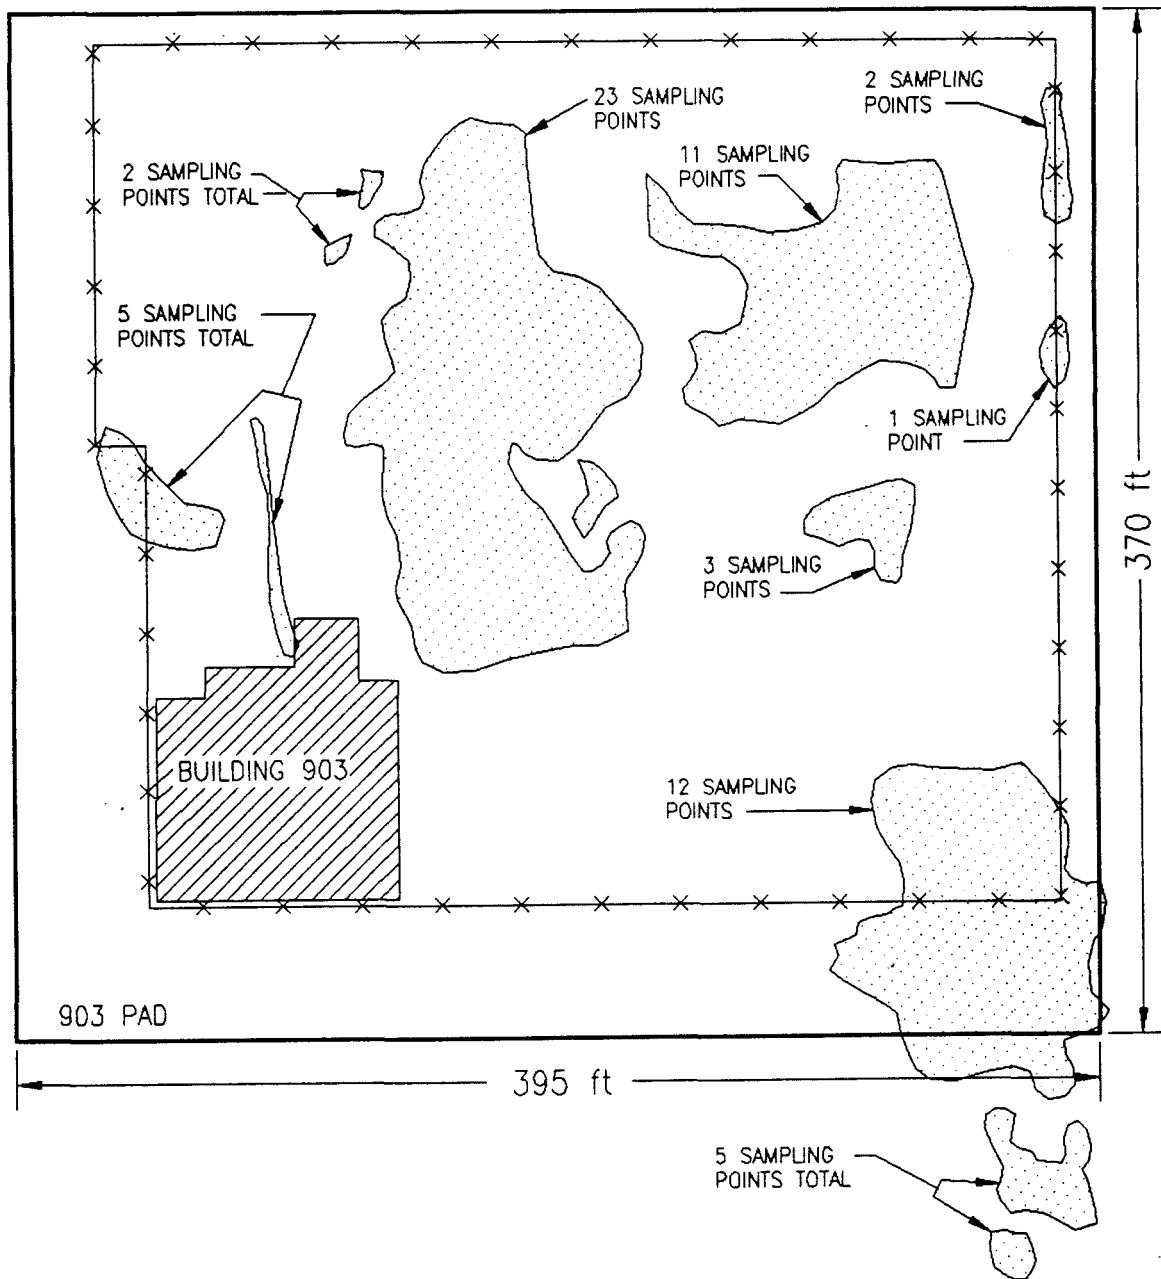 2 SAMPLING
POINTS
23 SAMPLING
POINTS
11 SAMPLING
POINTS
2 SAMPLING
POINTS TOTAL
5 SAMPLING
POINTS TOTAL
1 SAMPLING
POINT
370 ft
3 SAMPLING
POINTS
BUILDING 903
12 SAMPLING
POINTS
903 PAD
395 ft
5 SAMPLING
POINTS TOTAL